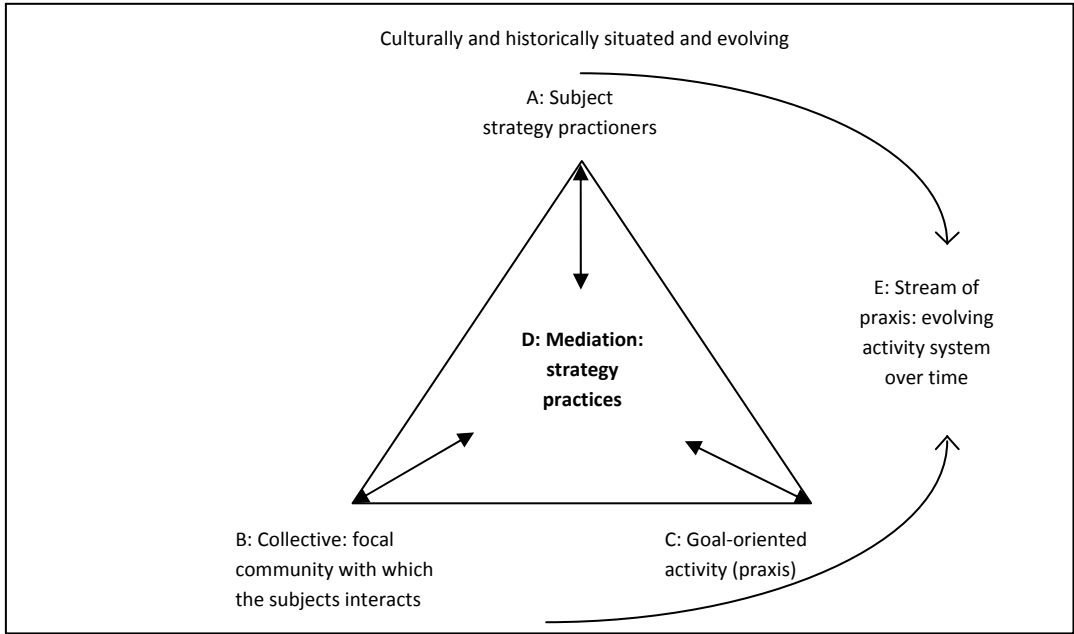 Culturally and historically situated and evolving
A: Subject
strategy practioners
E: Stream of
praxis: evolving
activity system
over time
D: Mediation:
strategy
practices
B: Collective: focal
community with which
the subjects interacts
C: Goal-oriented
activity (praxis)